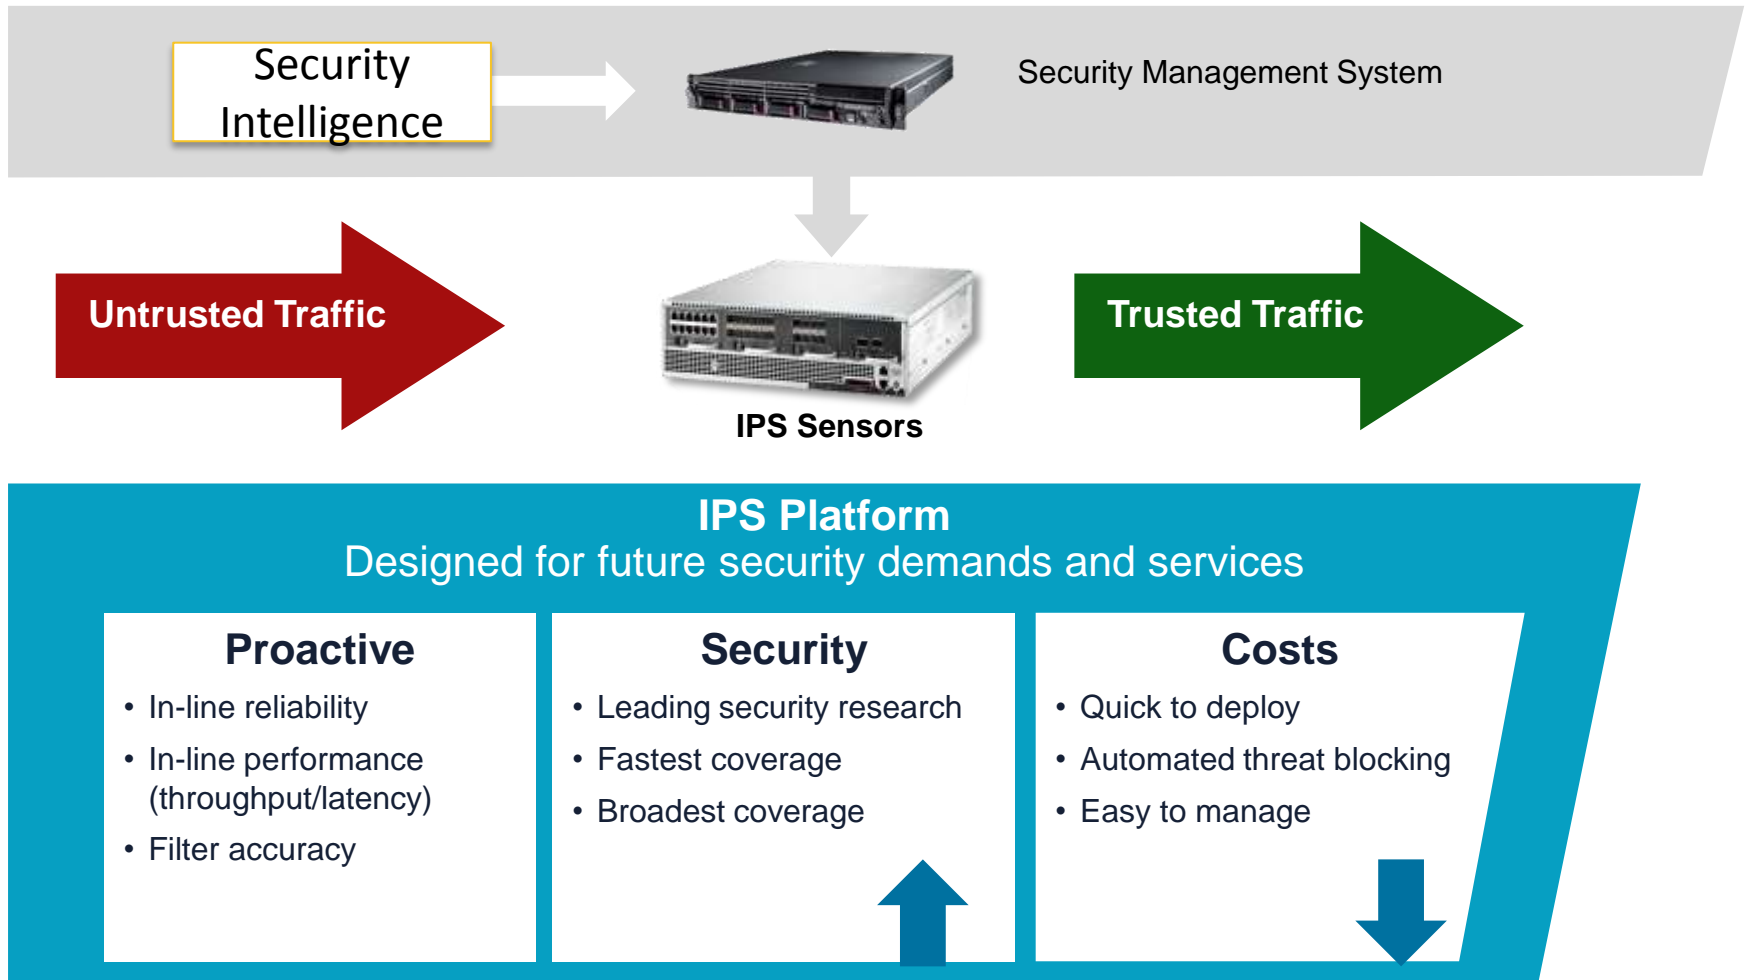 Security
Intelligence
Security Management System
Untrusted Traffic
Trusted Traffic
IPS Sensors
IPS Platform
Designed for future security demands and services
Proactive
• In-line reliability
• In-line performance
(throughput/latency)
• Filter accuracy
Security
• Leading security research
• Fastest coverage
• Broadest coverage
Costs
• Quick to deploy
• Automated threat blocking
• Easy to manage